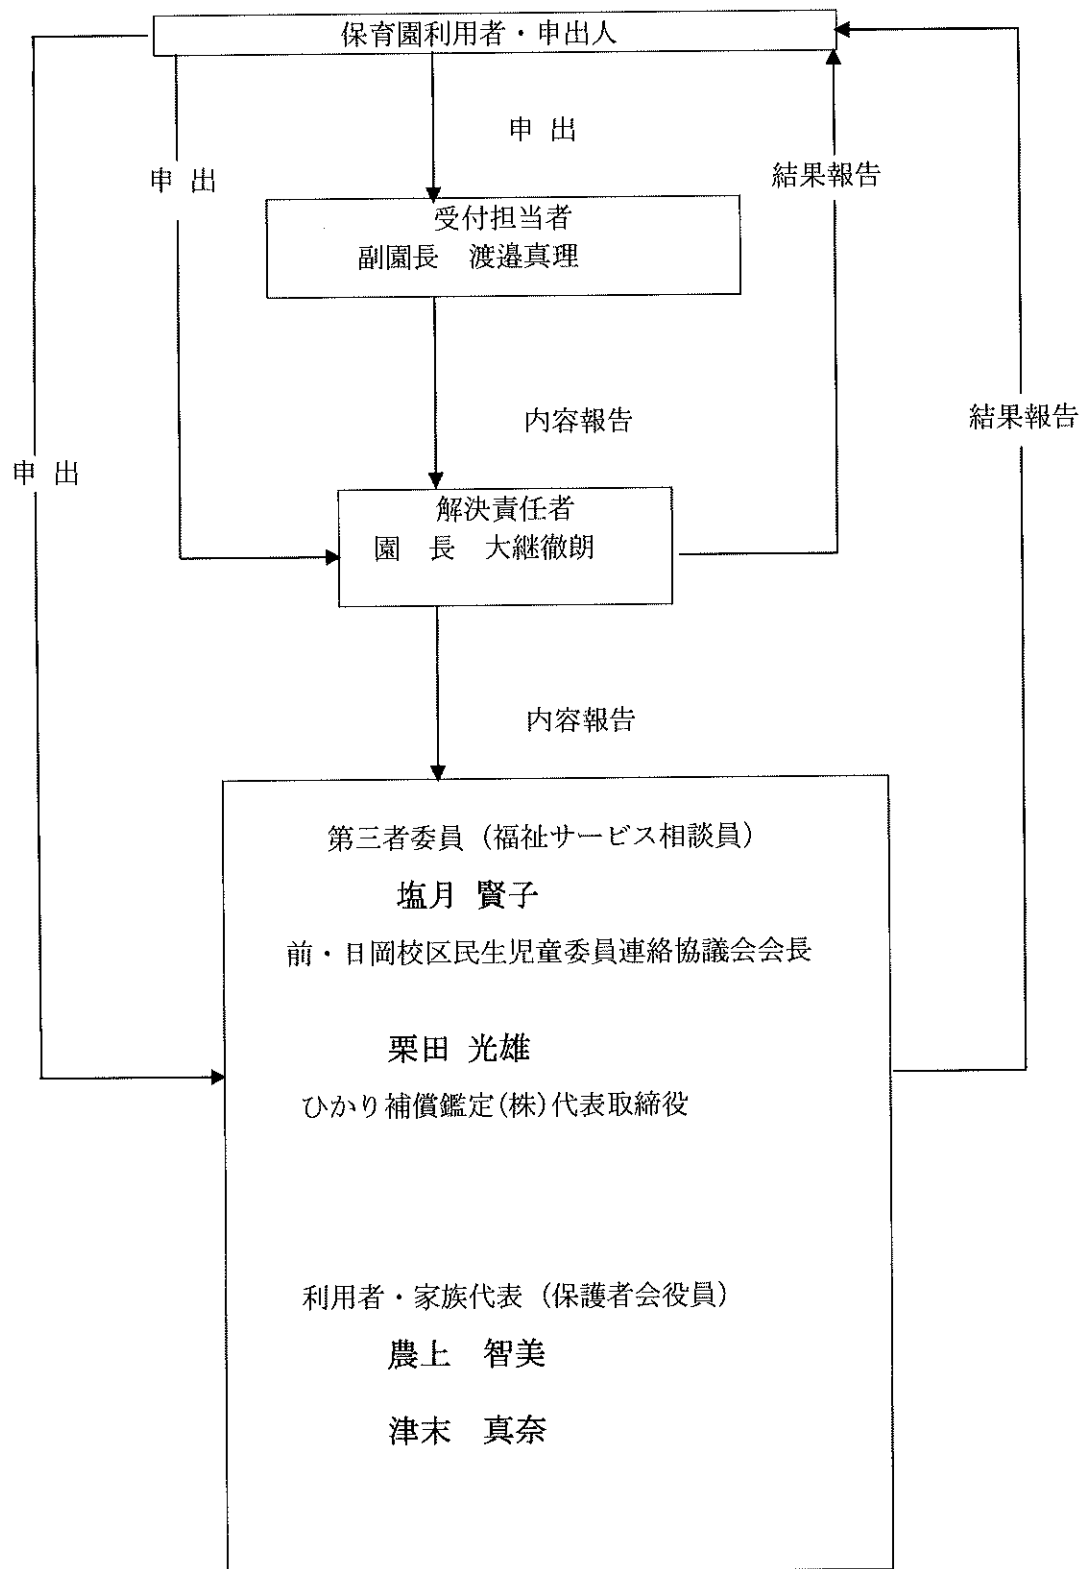 保育園利用者・申出人
申 出
申 出
結果報告
受付担当者
副園長　渡邉真理
内容報告
結果報告
申 出
解決責任者
園　長　大継徹朗
内容報告
第三者委員（福祉サービス相談員）
塩月 賢子
前・日岡校区民生児童委員連絡協議会会長
栗田 光雄
ひかり補償鑑定(株)代表取締役
利用者・家族代表（保護者会役員）
農上　智美
津末　真奈